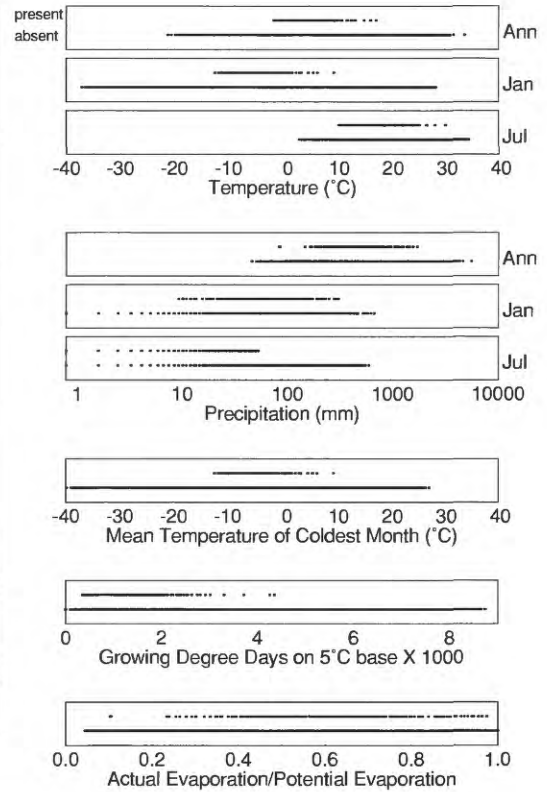 present
absent
Ann
Jan
Jul
-40 -30 -20 -10 0 10 20 30 40
Temperature (˚C)
Ann
Jan
Jul
1 10 100 1000 10000
Precipitation (mm)
-40 -30 -20 -10 0 10 20 30 40
Mean Temperature of Coldest Month (˚C)
0 2 4 6 8
Growing Degree Days on 5˚C base X 1000
0.0 0.2 0.4 0.6 0.8 1.0
Actual Evaporation/Potential Evaporation